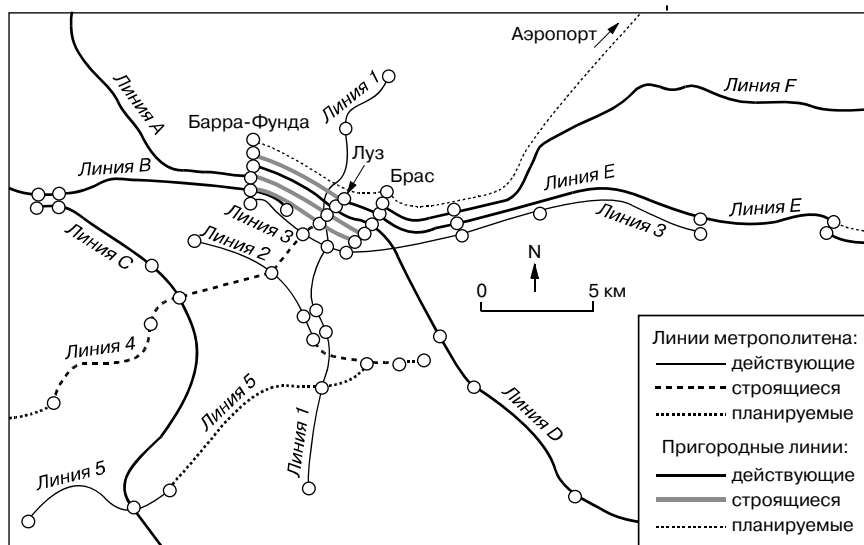 Аэропорт
Линия 1
Линия F
Линия A
Барра-Фунда
Луз
Брас
Линия B
Линия E
Линия E
Линия 3
Линия 3
Линия 2
Линия C
N
0 5 км
Линия 4
Линия 5
Линия 1
Линия D
Линия 5
Линии метрополитена:
действующие
строящиеся
планируемые
Пригородные линии:
действующие
строящиеся
планируемые